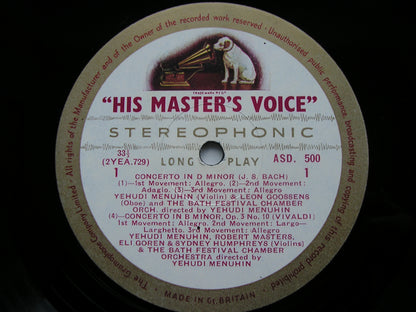 All rights of the Manufacturer and of the Owner of the recorded work reserved. Unauthorised public performance, broadcasting and copying of this record prohibited
The Gramophone Company Limited.
TRADE MARK
"HIS MASTER'S VOICE"
STEREOPHONIC
33⅓
(2YEA.729)
LONG PLAY
ASD. 500
1
1
CONCERTO IN D MINOR (J. S. BACH)
(1)—1st Movement: Allegro. (2)—2nd Movement:
Adagio. (3)—3rd Movement: Allegro
YEHUDI MENUHIN (Violin) & LEON GOOSSENS
(Oboe) and THE BATH FESTIVAL CHAMBER
ORCH. directed by YEHUDI MENUHIN
(4)—CONCERTO IN B MINOR, Op. 3 No. 10 (VIVALDI)
1st Movement: Allegro. 2nd Movement: Largo—
Larghetto. 3rd Movement: Allegro
YEHUDI MENUHIN, ROBERT MASTERS,
ELI GOREN & SYDNEY HUMPHREYS (Violins)
& THE BATH FESTIVAL CHAMBER
ORCHESTRA directed by
YEHUDI MENUHIN
MADE IN Gt. BRITAIN